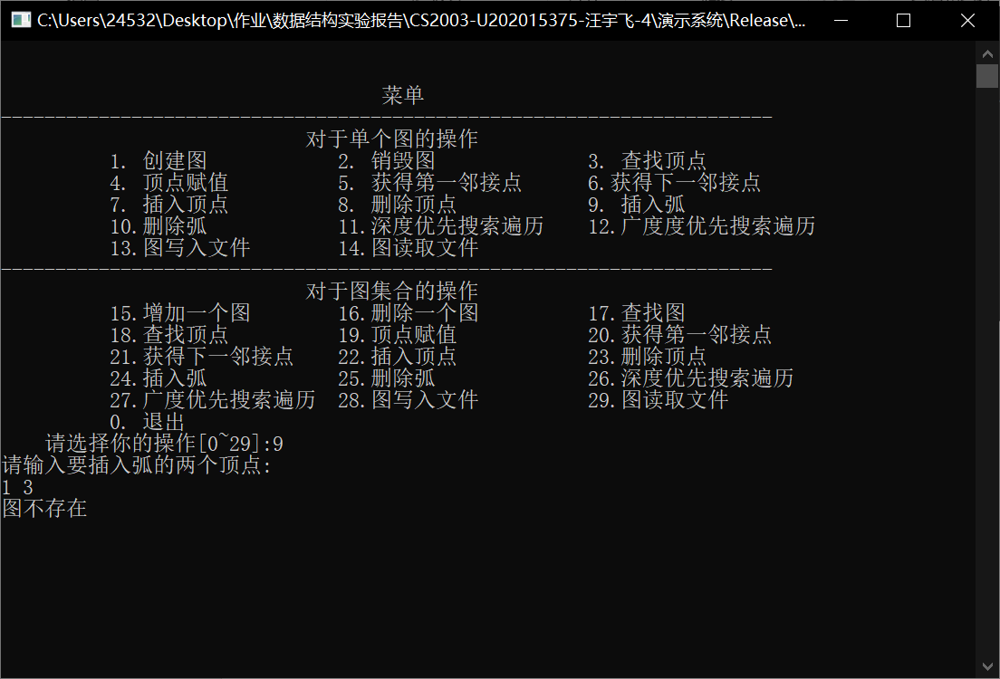 C:\Users\24532\Desktop\作业\数据结构实验报告\CS2003-U202015375-汪宇飞-4\演示系统\Release\...
菜单
------------------------------------------------------------------------
对于单个图的操作
1. 创建图 2. 销毁图 3. 查找顶点
4. 顶点赋值 5. 获得第一邻接点 6.获得下一邻接点
7. 插入顶点 8. 删除顶点 9. 插入弧
10.删除弧 11.深度优先搜索遍历 12.广度度优先搜索遍历
13.图写入文件 14.图读取文件
------------------------------------------------------------------------
对于图集合的操作
15.增加一个图 16.删除一个图 17.查找图
18.查找顶点 19.顶点赋值 20.获得第一邻接点
21.获得下一邻接点 22.插入顶点 23.删除顶点
24.插入弧 25.删除弧 26.深度优先搜索遍历
27.广度优先搜索遍历 28.图写入文件 29.图读取文件
0. 退出
请选择你的操作[0~29]:9
请输入要插入弧的两个顶点:
1 3
图不存在